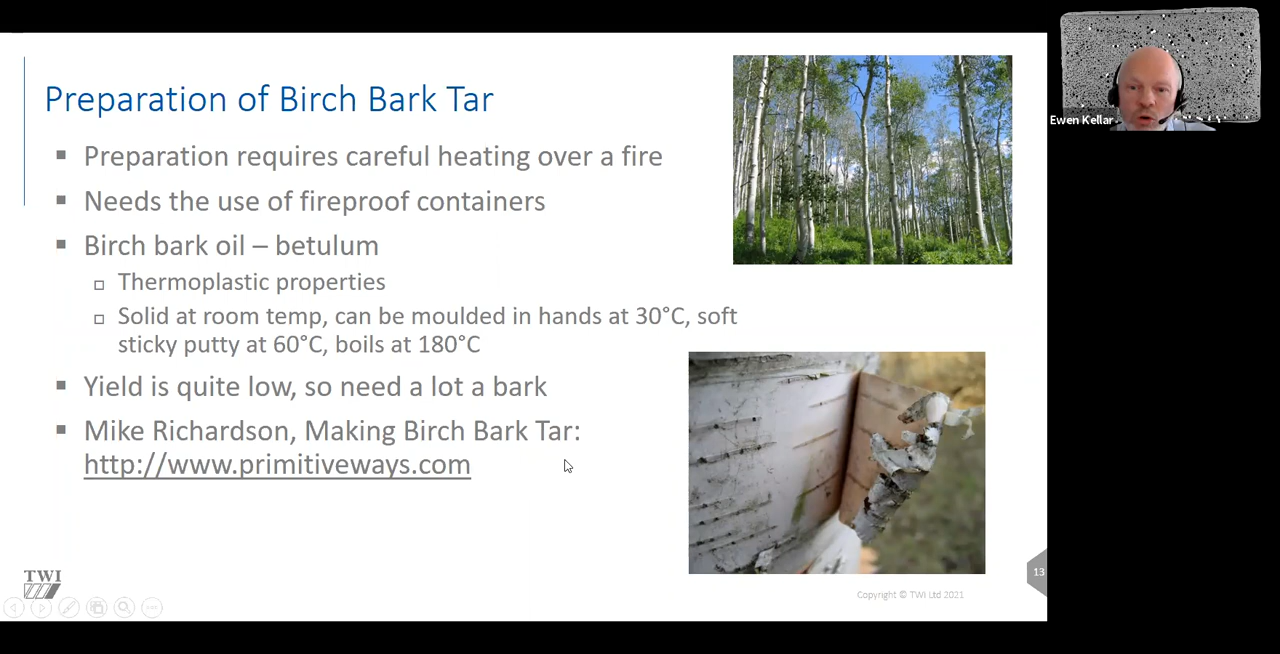 Preparation of Birch Bark Tar
Ewen Kellar
▪ Preparation requires careful heating over a fire
▪ Needs the use of fireproof containers
▪ Birch bark oil – betulum
□ Thermoplastic properties
□ Solid at room temp, can be moulded in hands at 30°C, soft
sticky putty at 60°C, boils at 180°C
▪ Yield is quite low, so need a lot a bark
▪ Mike Richardson, Making Birch Bark Tar:
http://www.primitiveways.com
13
TWI
Copyright © TWI Ltd 2021